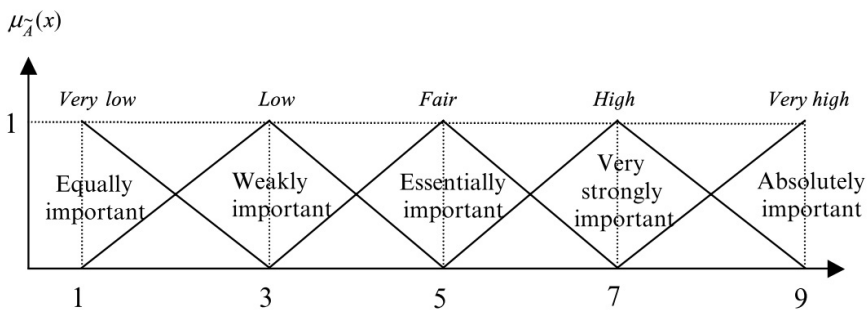 μ_Ã(x)
Very low Low Fair High Very high
1
Equally important
Weakly important
Essentially important
Very strongly important
Absolutely important
1 3 5 7 9